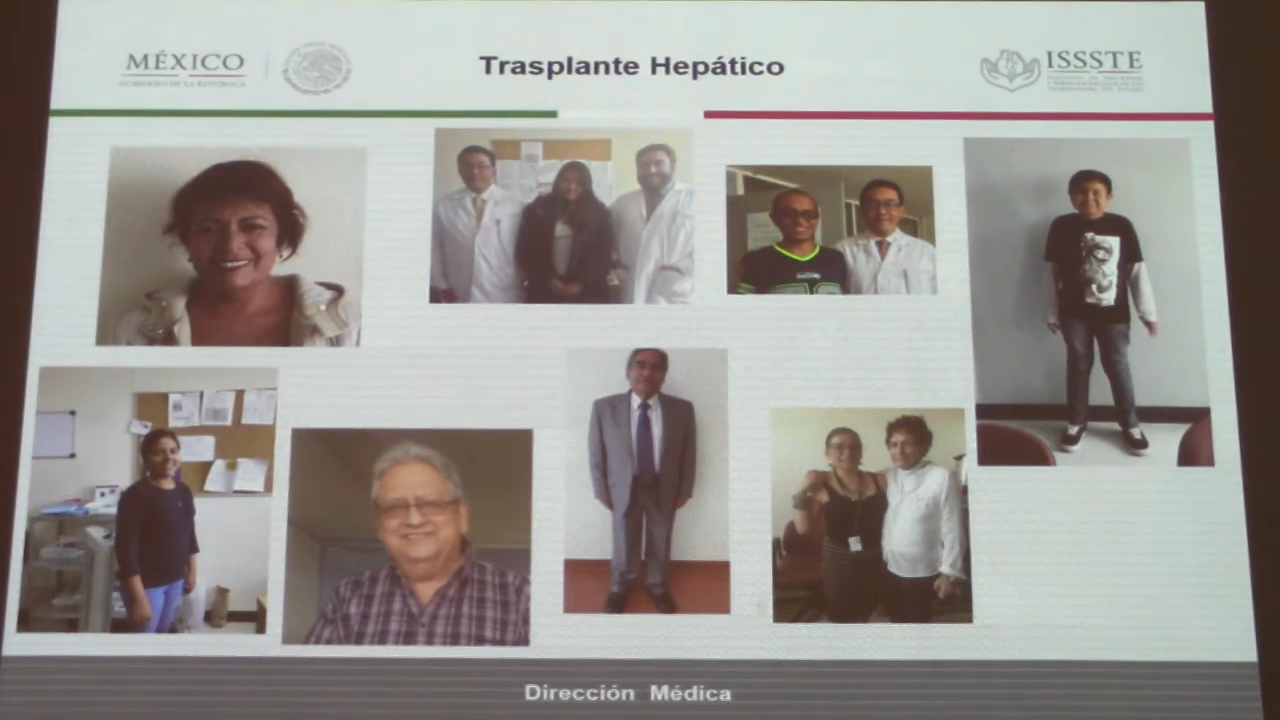 MÉXICO
GOBIERNO DE LA REPÚBLICA
Trasplante Hepático
ISSSTE
Dirección Médica